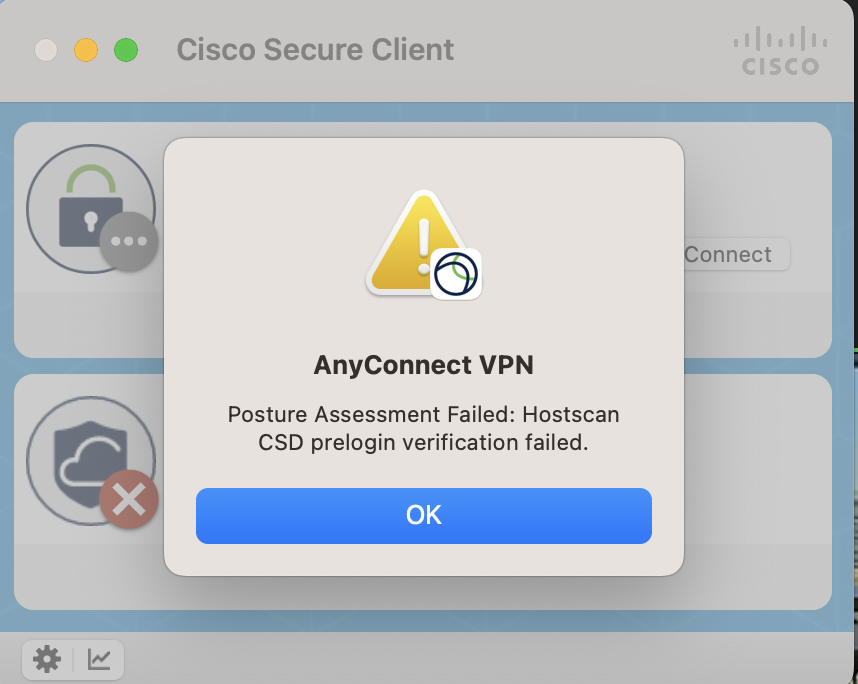 Cisco Secure Client
CISCO
Connect
AnyConnect VPN
Posture Assessment Failed: Hostscan
CSD prelogin verification failed.
OK